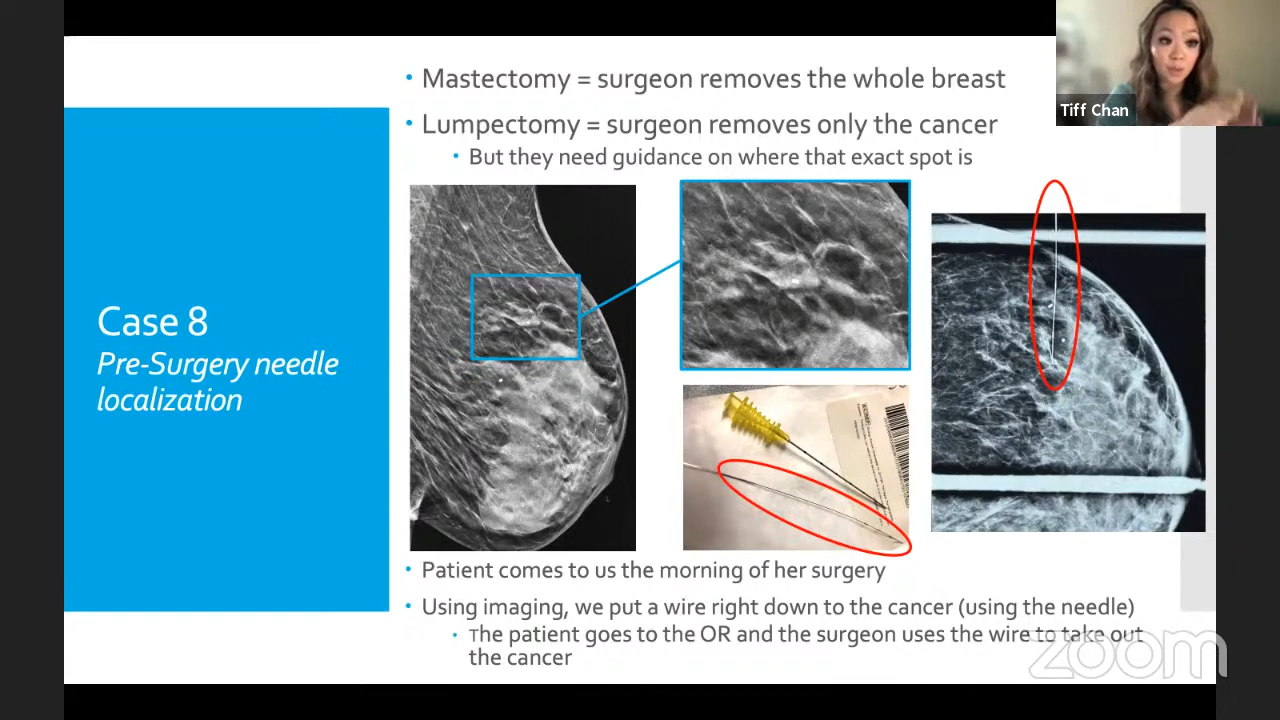 Mastectomy = surgeon removes the whole breast
Lumpectomy = surgeon removes only the cancer
But they need guidance on where that exact spot is
Tiff Chan
Case 8
Pre-Surgery needle
localization
Patient comes to us the morning of her surgery
Using imaging, we put a wire right down to the cancer (using the needle)
The patient goes to the OR and the surgeon uses the wire to take out
the cancer
zoom